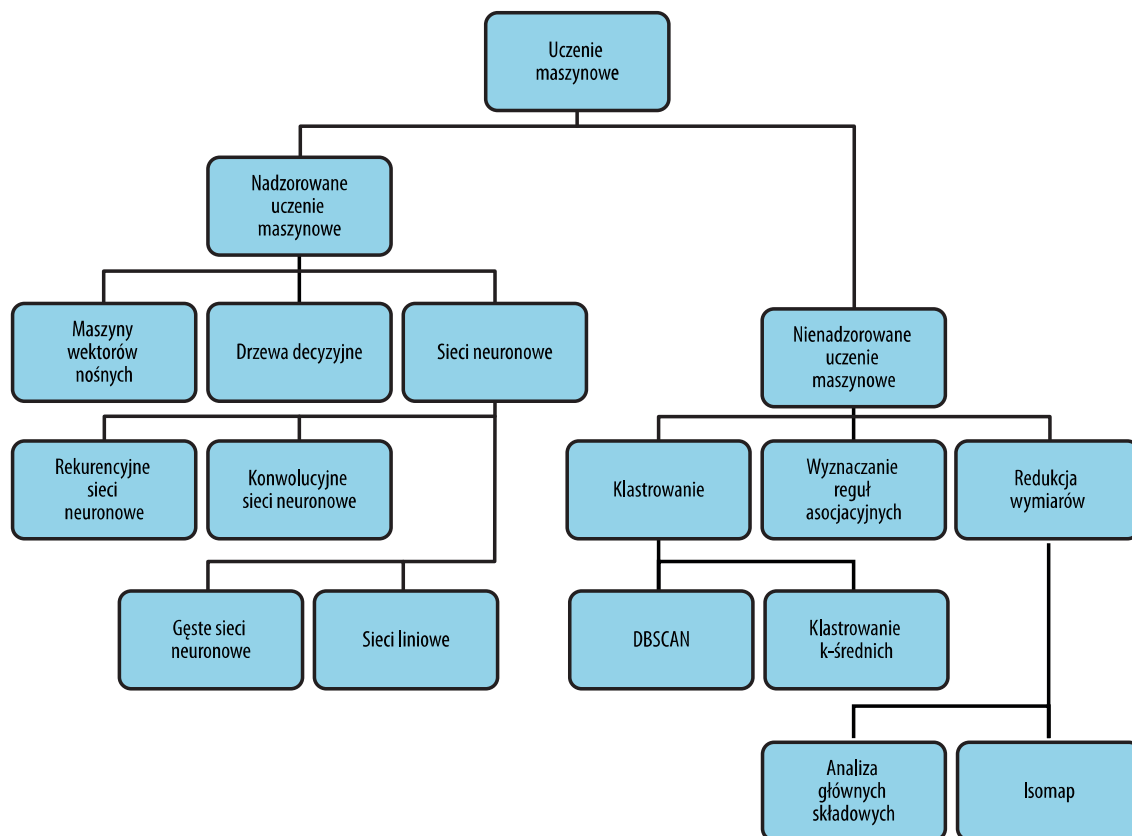 Uczenie
maszynowe
Nadzorowane
uczenie
maszynowe
Maszyny
wektorów
nośnych
Drzewa decyzyjne
Sieci neuronowe
Nienadzorowane
uczenie
maszynowe
Rekurencyjne
sieci
neuronowe
Konwolucyjne
sieci neuronowe
Klastrowanie
Wyznaczanie
reguł
asocjacyjnych
Redukcja
wymiarów
Gęste sieci
neuronowe
Sieci liniowe
DBSCAN
Klastrowanie
k-średnich
Analiza
głównych
składowych
Isomap